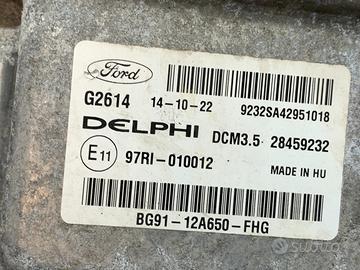 Ford
G2614 14-10-22 9232SA42951018
DELPHI DCM3.5 28459232
E11 97RI-010012 MADE IN HU
BG91-12A650-FHG
subito